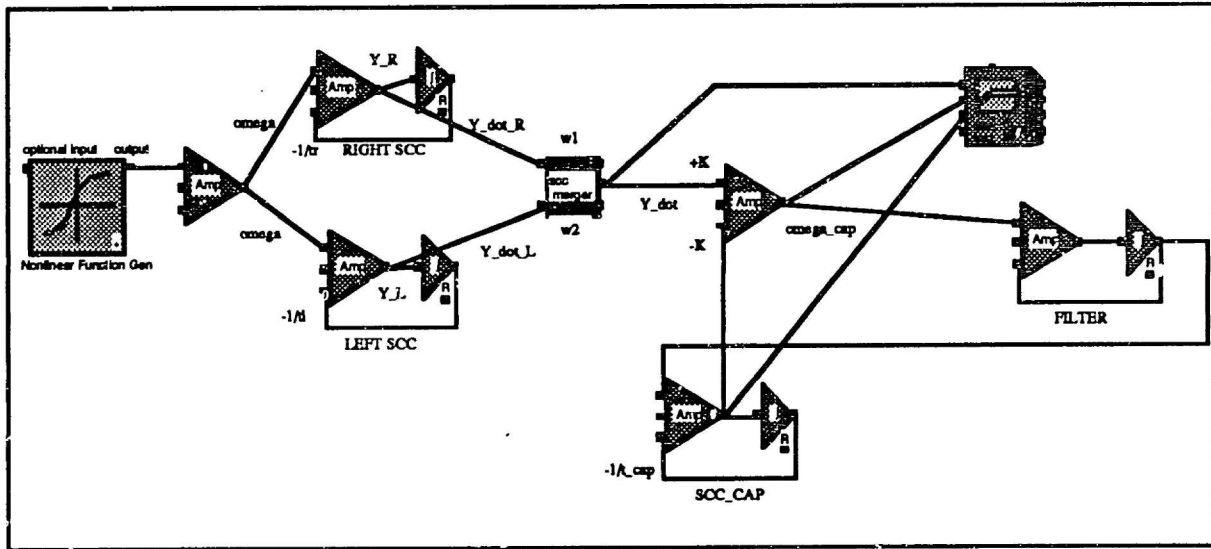 Y_R
Amp
R
omega
Y_dot_R
-1/tr
RIGHT SCC
w1
optional input
output
Amp
scc
merger
+K
Y_dot
Amp
w2
omega
Y_dot_L
-K
omega_cap
Amp
R
Nonlinear Function Gen
Amp
Y_L
R
-1/tl
LEFT SCC
FILTER
Amp
R
-1/t_cap
SCC_CAP